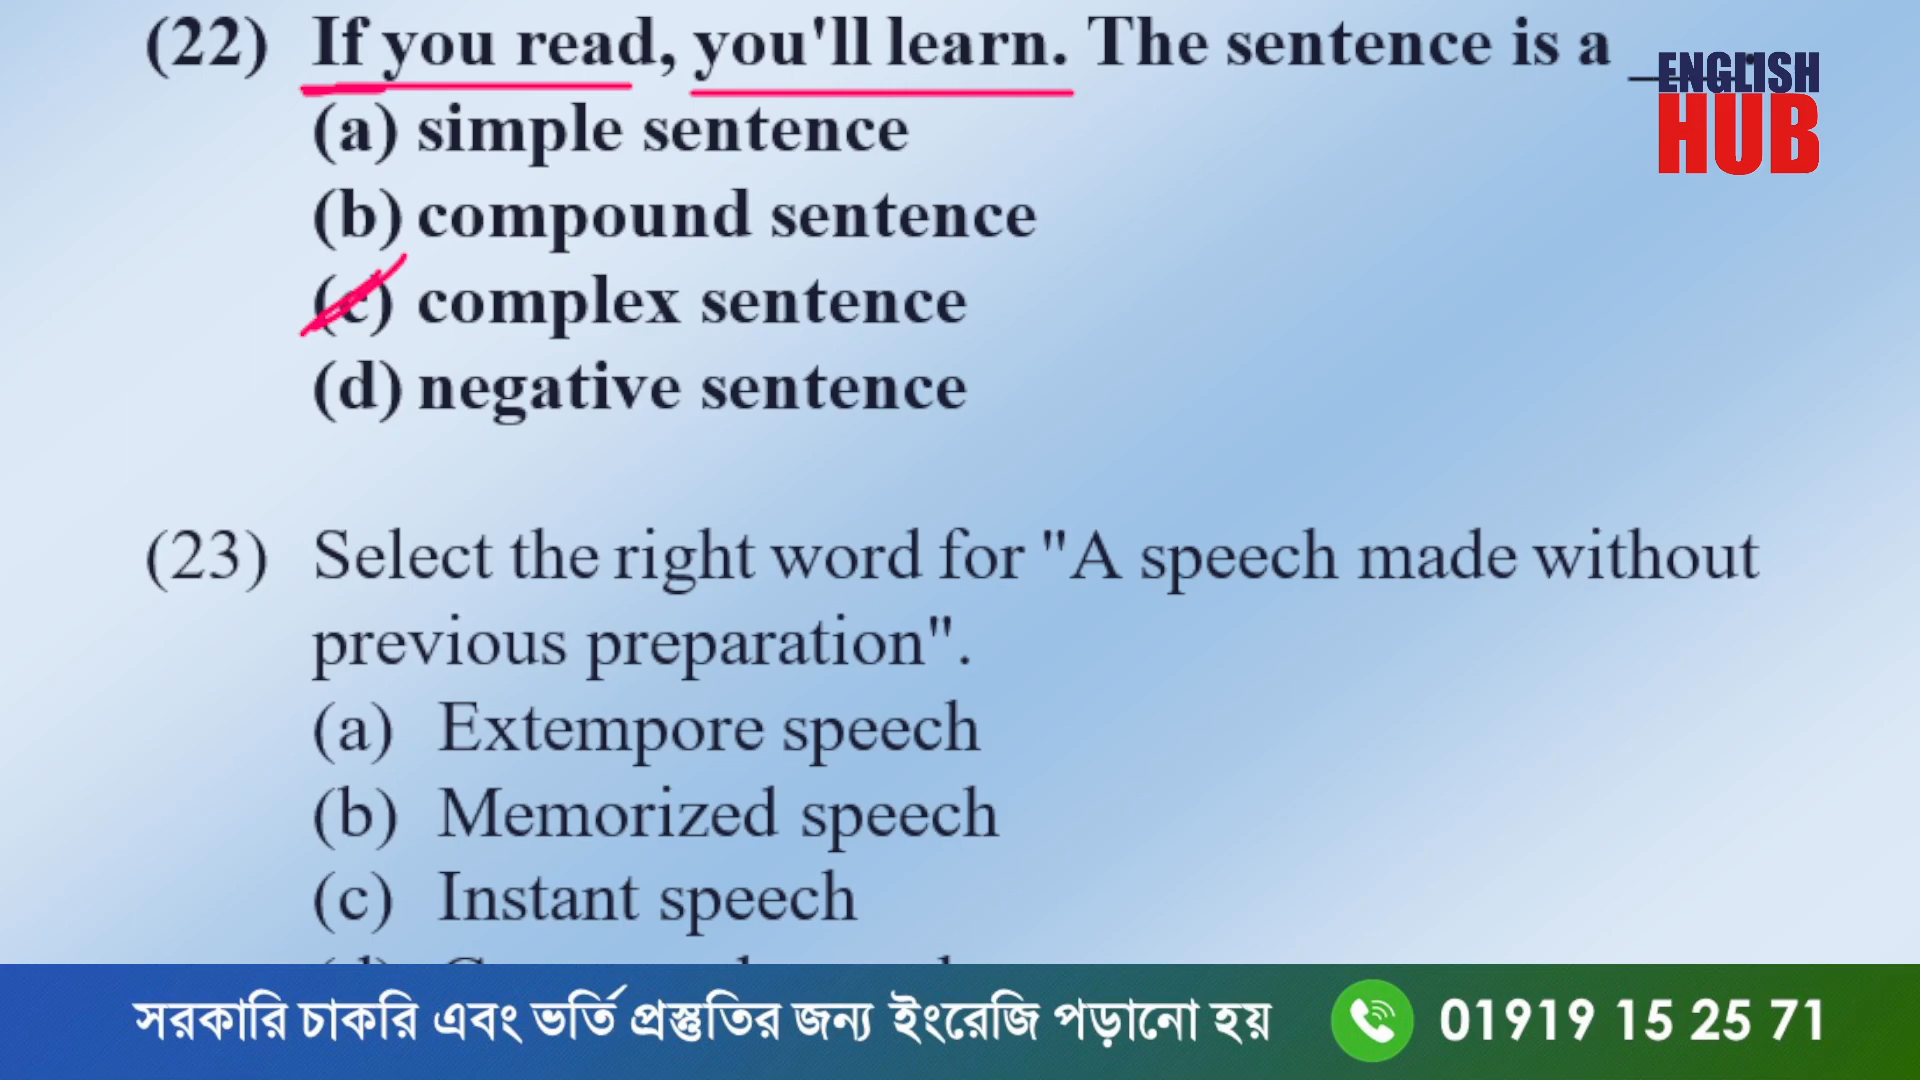 (22) If you read, you'll learn. The sentence is a
ENGLISH
HUB
(a) simple sentence
(b) compound sentence
(c) complex sentence
(d) negative sentence
(23) Select the right word for "A speech made without
previous preparation".
(a) Extempore speech
(b) Memorized speech
(c) Instant speech
সরকারি চাকরি এবং ভর্তি প্রস্তুতির জন্য ইংরেজি পড়ানো হয় 01919 15 25 71